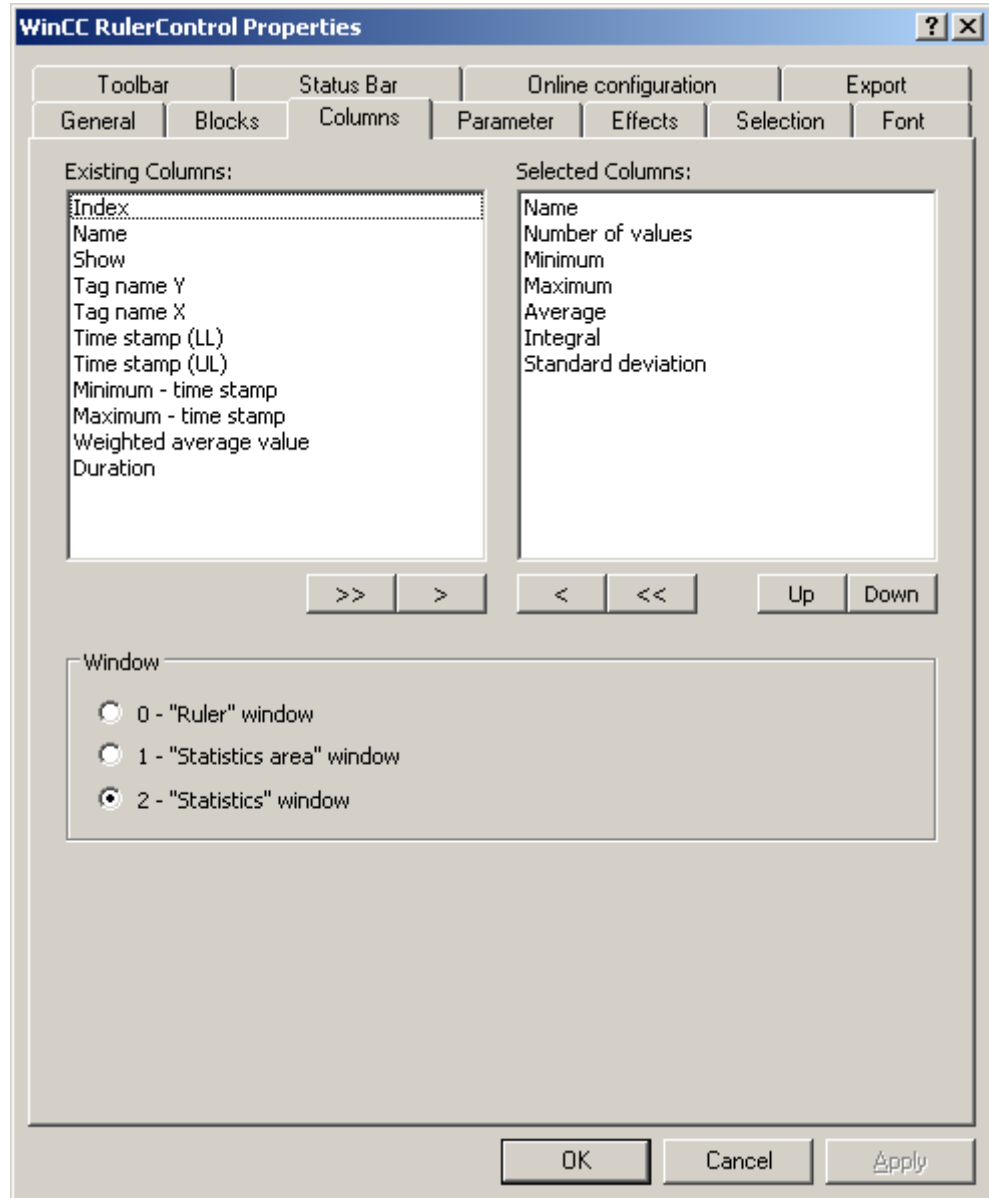 WinCC RulerControl Properties
Toolbar Status Bar Online configuration Export
General Blocks Columns Parameter Effects Selection Font
Existing Columns:
Index
Name
Show
Tag name Y
Tag name X
Time stamp (LL)
Time stamp (UL)
Minimum - time stamp
Maximum - time stamp
Weighted average value
Duration
Selected Columns:
Name
Number of values
Minimum
Maximum
Average
Integral
Standard deviation
>> > < << Up Down
Window
0 - "Ruler" window
1 - "Statistics area" window
2 - "Statistics" window
OK Cancel Apply